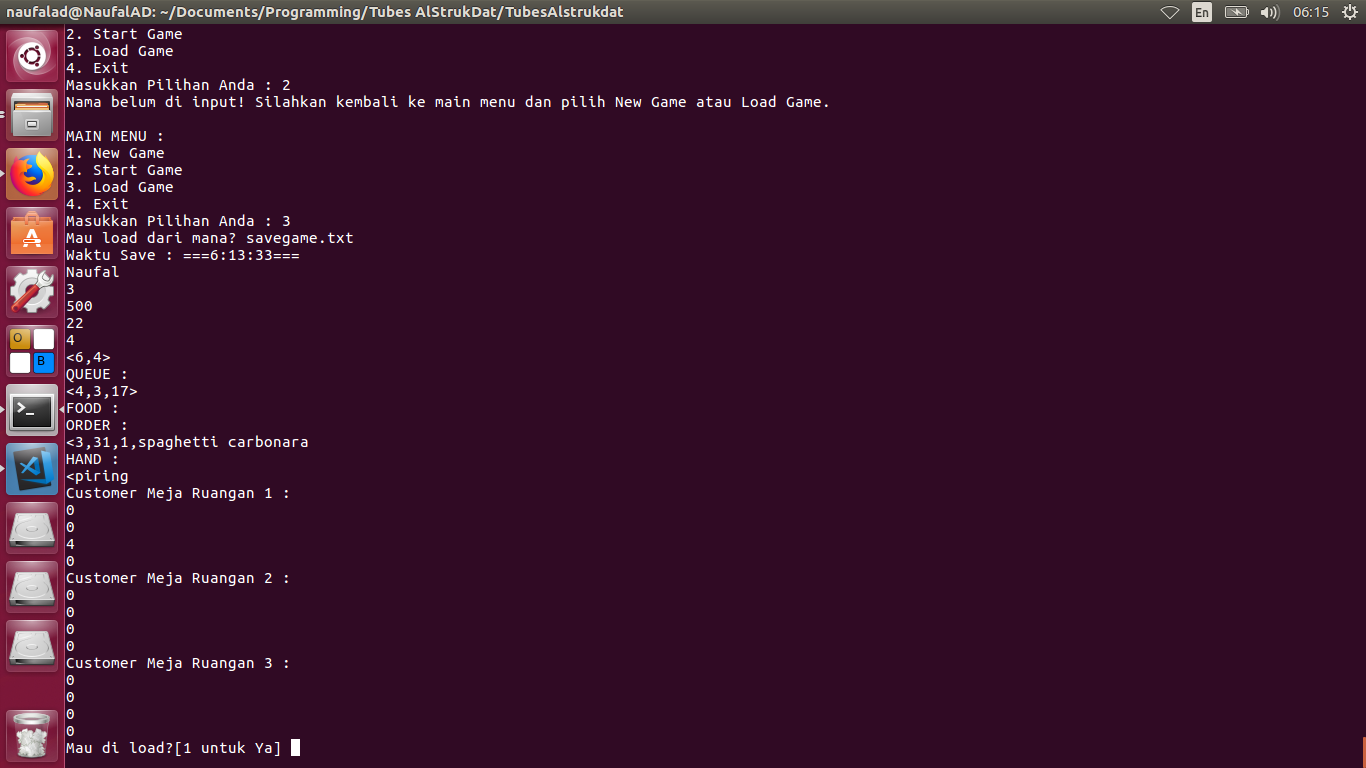 naufalad@NaufalAD: ~/Documents/Programming/Tubes AlStrukDat/TubesAlstrukdat
En
06:15
2. Start Game
3. Load Game
4. Exit
Masukkan Pilihan Anda : 2
Nama belum di input! Silahkan kembali ke main menu dan pilih New Game atau Load Game.
MAIN MENU :
1. New Game
2. Start Game
3. Load Game
4. Exit
Masukkan Pilihan Anda : 3
Mau load dari mana? savegame.txt
Waktu Save : ===6:13:33===
Naufal
3
500
22
4
<6,4>
QUEUE :
<4,3,17>
FOOD :
ORDER :
<3,31,1,spaghetti carbonara
HAND :
<piring
Customer Meja Ruangan 1 :
0
0
4
0
Customer Meja Ruangan 2 :
0
0
0
0
Customer Meja Ruangan 3 :
0
0
0
0
Mau di load?[1 untuk Ya]